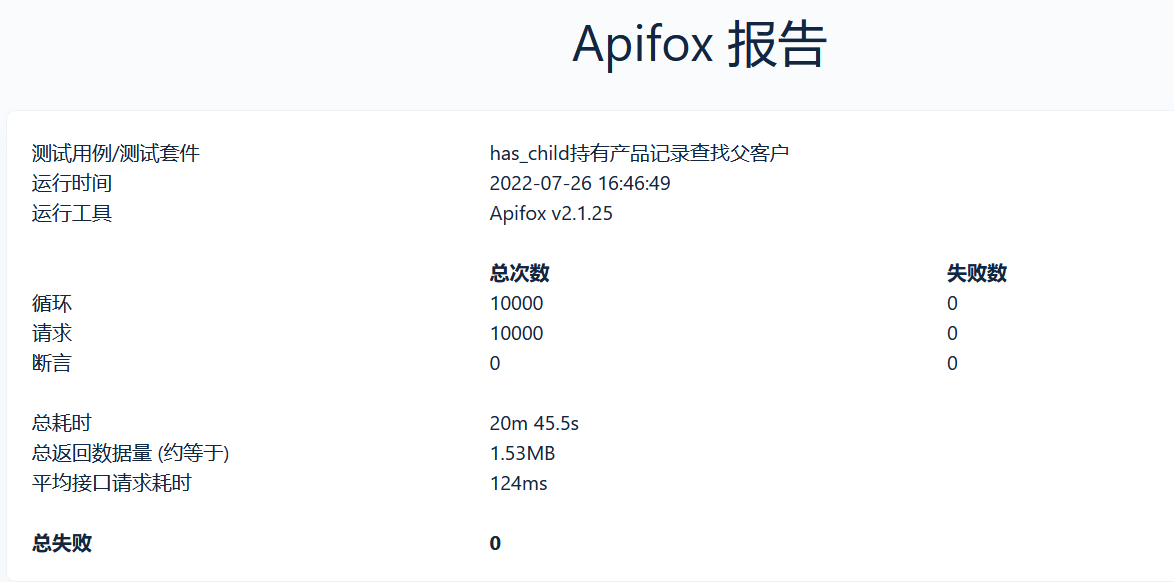 Apifox 报告
测试用例/测试套件 has_child持有产品记录查找父客户
运行时间 2022-07-26 16:46:49
运行工具 Apifox v2.1.25
总次数 失败数
循环 10000 0
请求 10000 0
断言 0 0
总耗时 20m 45.5s
总返回数据量 (约等于) 1.53MB
平均接口请求耗时 124ms
总失败 0